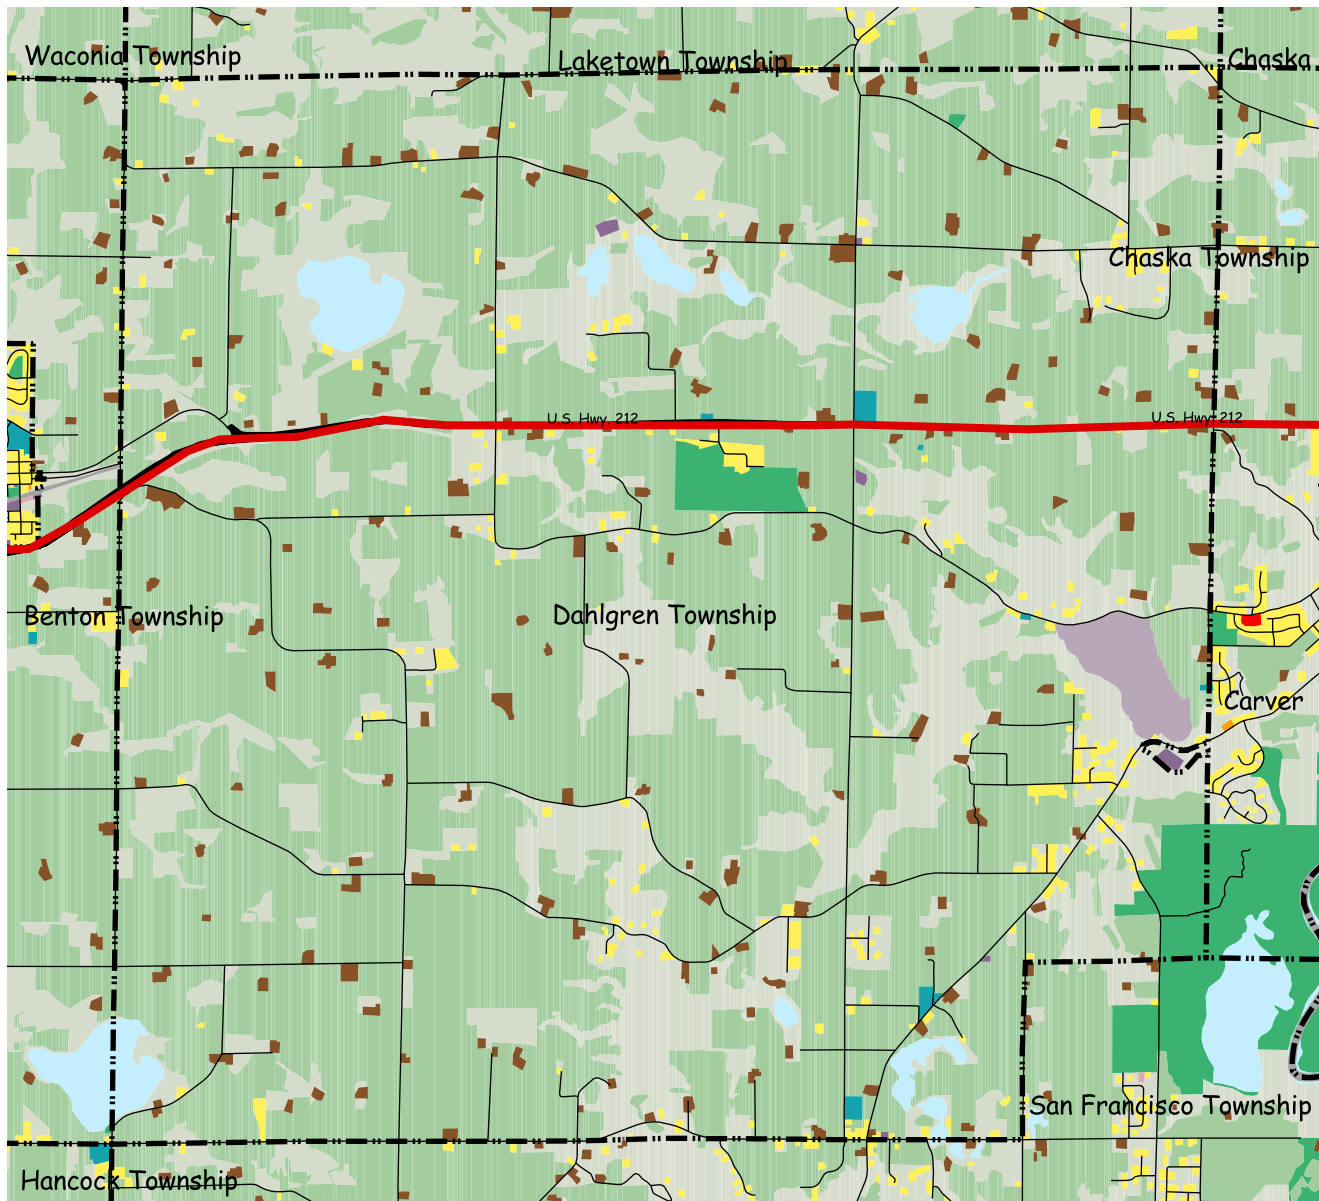 Waconia Township
Laketown Township
Chaska
Chaska Township
U.S. Hwy. 212
U.S. Hwy. 212
Benton Township
Dahlgren Township
Carver
San Francisco Township
Hancock Township